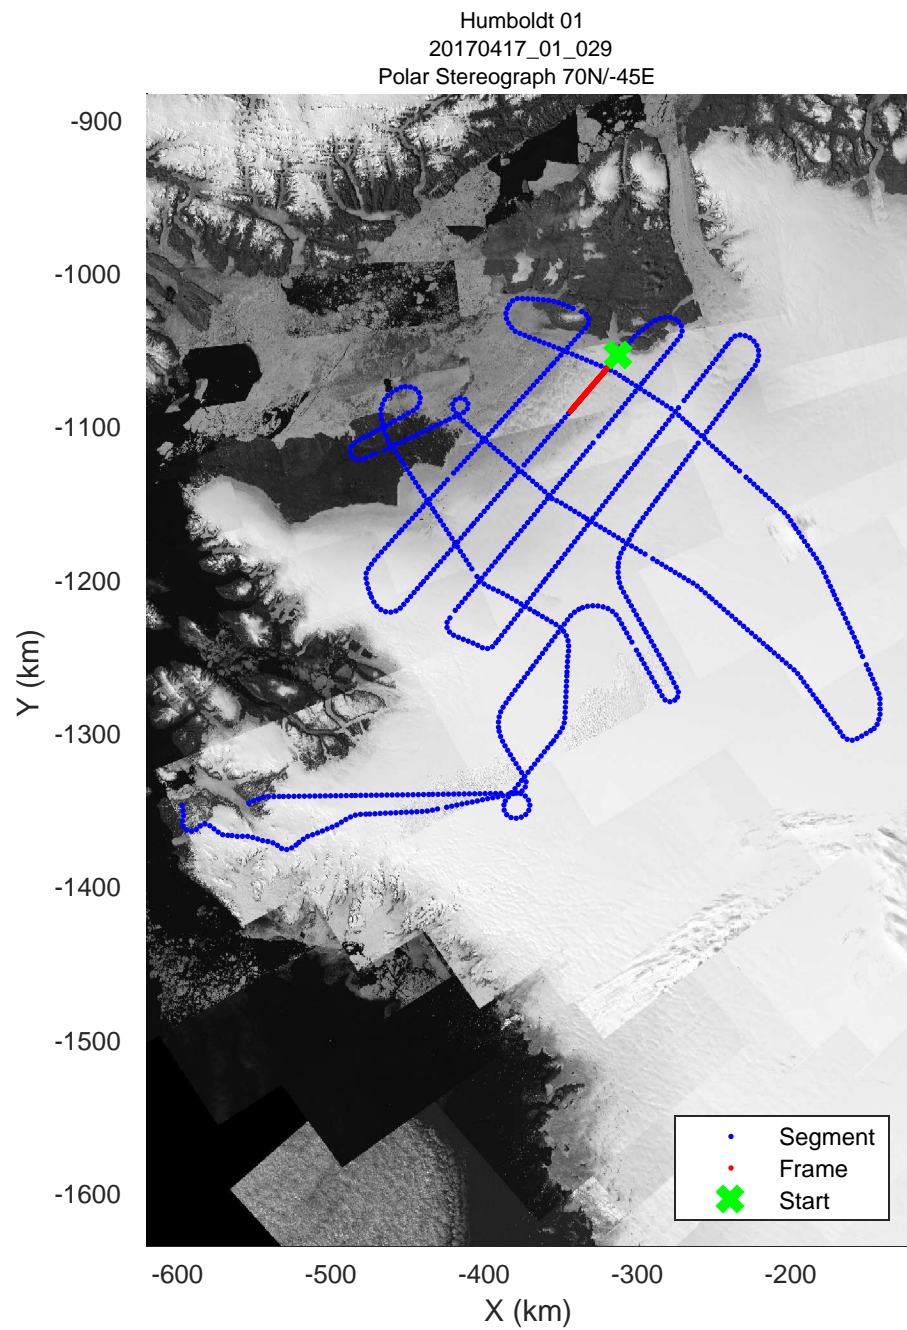 Humboldt 01
20170417_01_029
Polar Stereograph 70N/-45E
-900
-1000
-1100
-1200
-1300
-1400
-1500
-1600
Y (km)
Segment
Frame
Start
-600 -500 -400 -300 -200
X (km)